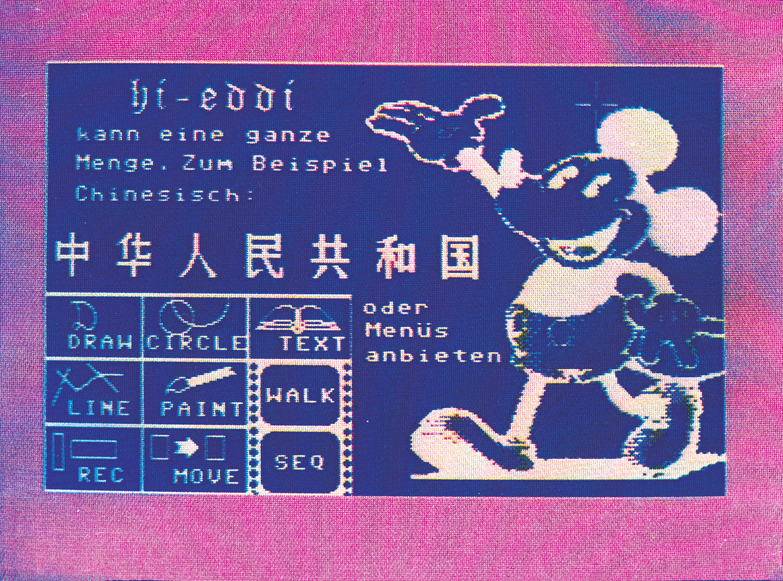 hi-eddi
kann eine ganze
Menge. Zum Beispiel
Chinesisch:
中华人民共和国
oder
Menüs
anbieten
DRAW CIRCLE TEXT
LINE PAINT WALK
REC MOVE SEQ